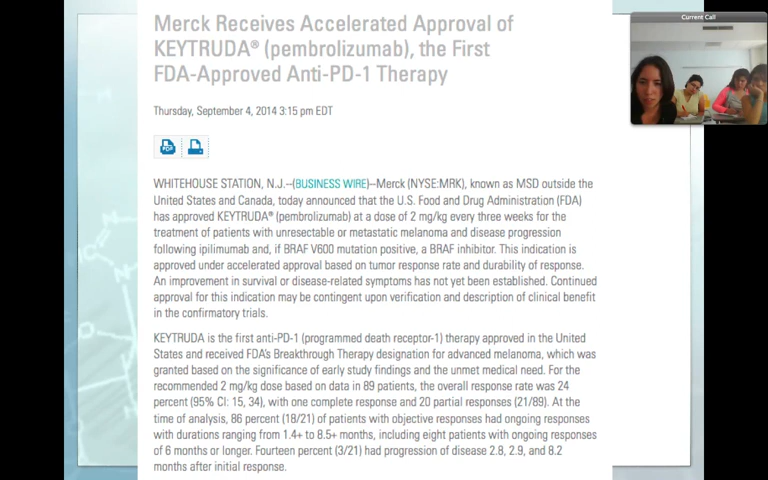 Merck Receives Accelerated Approval of
KEYTRUDA® (pembrolizumab), the First
FDA-Approved Anti-PD-1 Therapy
Thursday, September 4, 2014 3:15 pm EDT
PDF
WHITEHOUSE STATION, N.J.--(BUSINESS WIRE)--Merck (NYSE:MRK), known as MSD outside the
United States and Canada, today announced that the U.S. Food and Drug Administration (FDA)
has approved KEYTRUDA® (pembrolizumab) at a dose of 2 mg/kg every three weeks for the
treatment of patients with unresectable or metastatic melanoma and disease progression
following ipilimumab and, if BRAF V600 mutation positive, a BRAF inhibitor. This indication is
approved under accelerated approval based on tumor response rate and durability of response.
An improvement in survival or disease-related symptoms has not yet been established. Continued
approval for this indication may be contingent upon verification and description of clinical benefit
in the confirmatory trials.
KEYTRUDA is the first anti-PD-1 (programmed death receptor-1) therapy approved in the United
States and received FDA's Breakthrough Therapy designation for advanced melanoma, which was
granted based on the significance of early study findings and the unmet medical need. For the
recommended 2 mg/kg dose based on data in 89 patients, the overall response rate was 24
percent (95% CI: 15, 34), with one complete response and 20 partial responses (21/89). At the
time of analysis, 86 percent (18/21) of patients with objective responses had ongoing responses
with durations ranging from 1.4+ to 8.5+ months, including eight patients with ongoing responses
of 6 months or longer. Fourteen percent (3/21) had progression of disease 2.8, 2.9, and 8.2
months after initial response.
Current Call